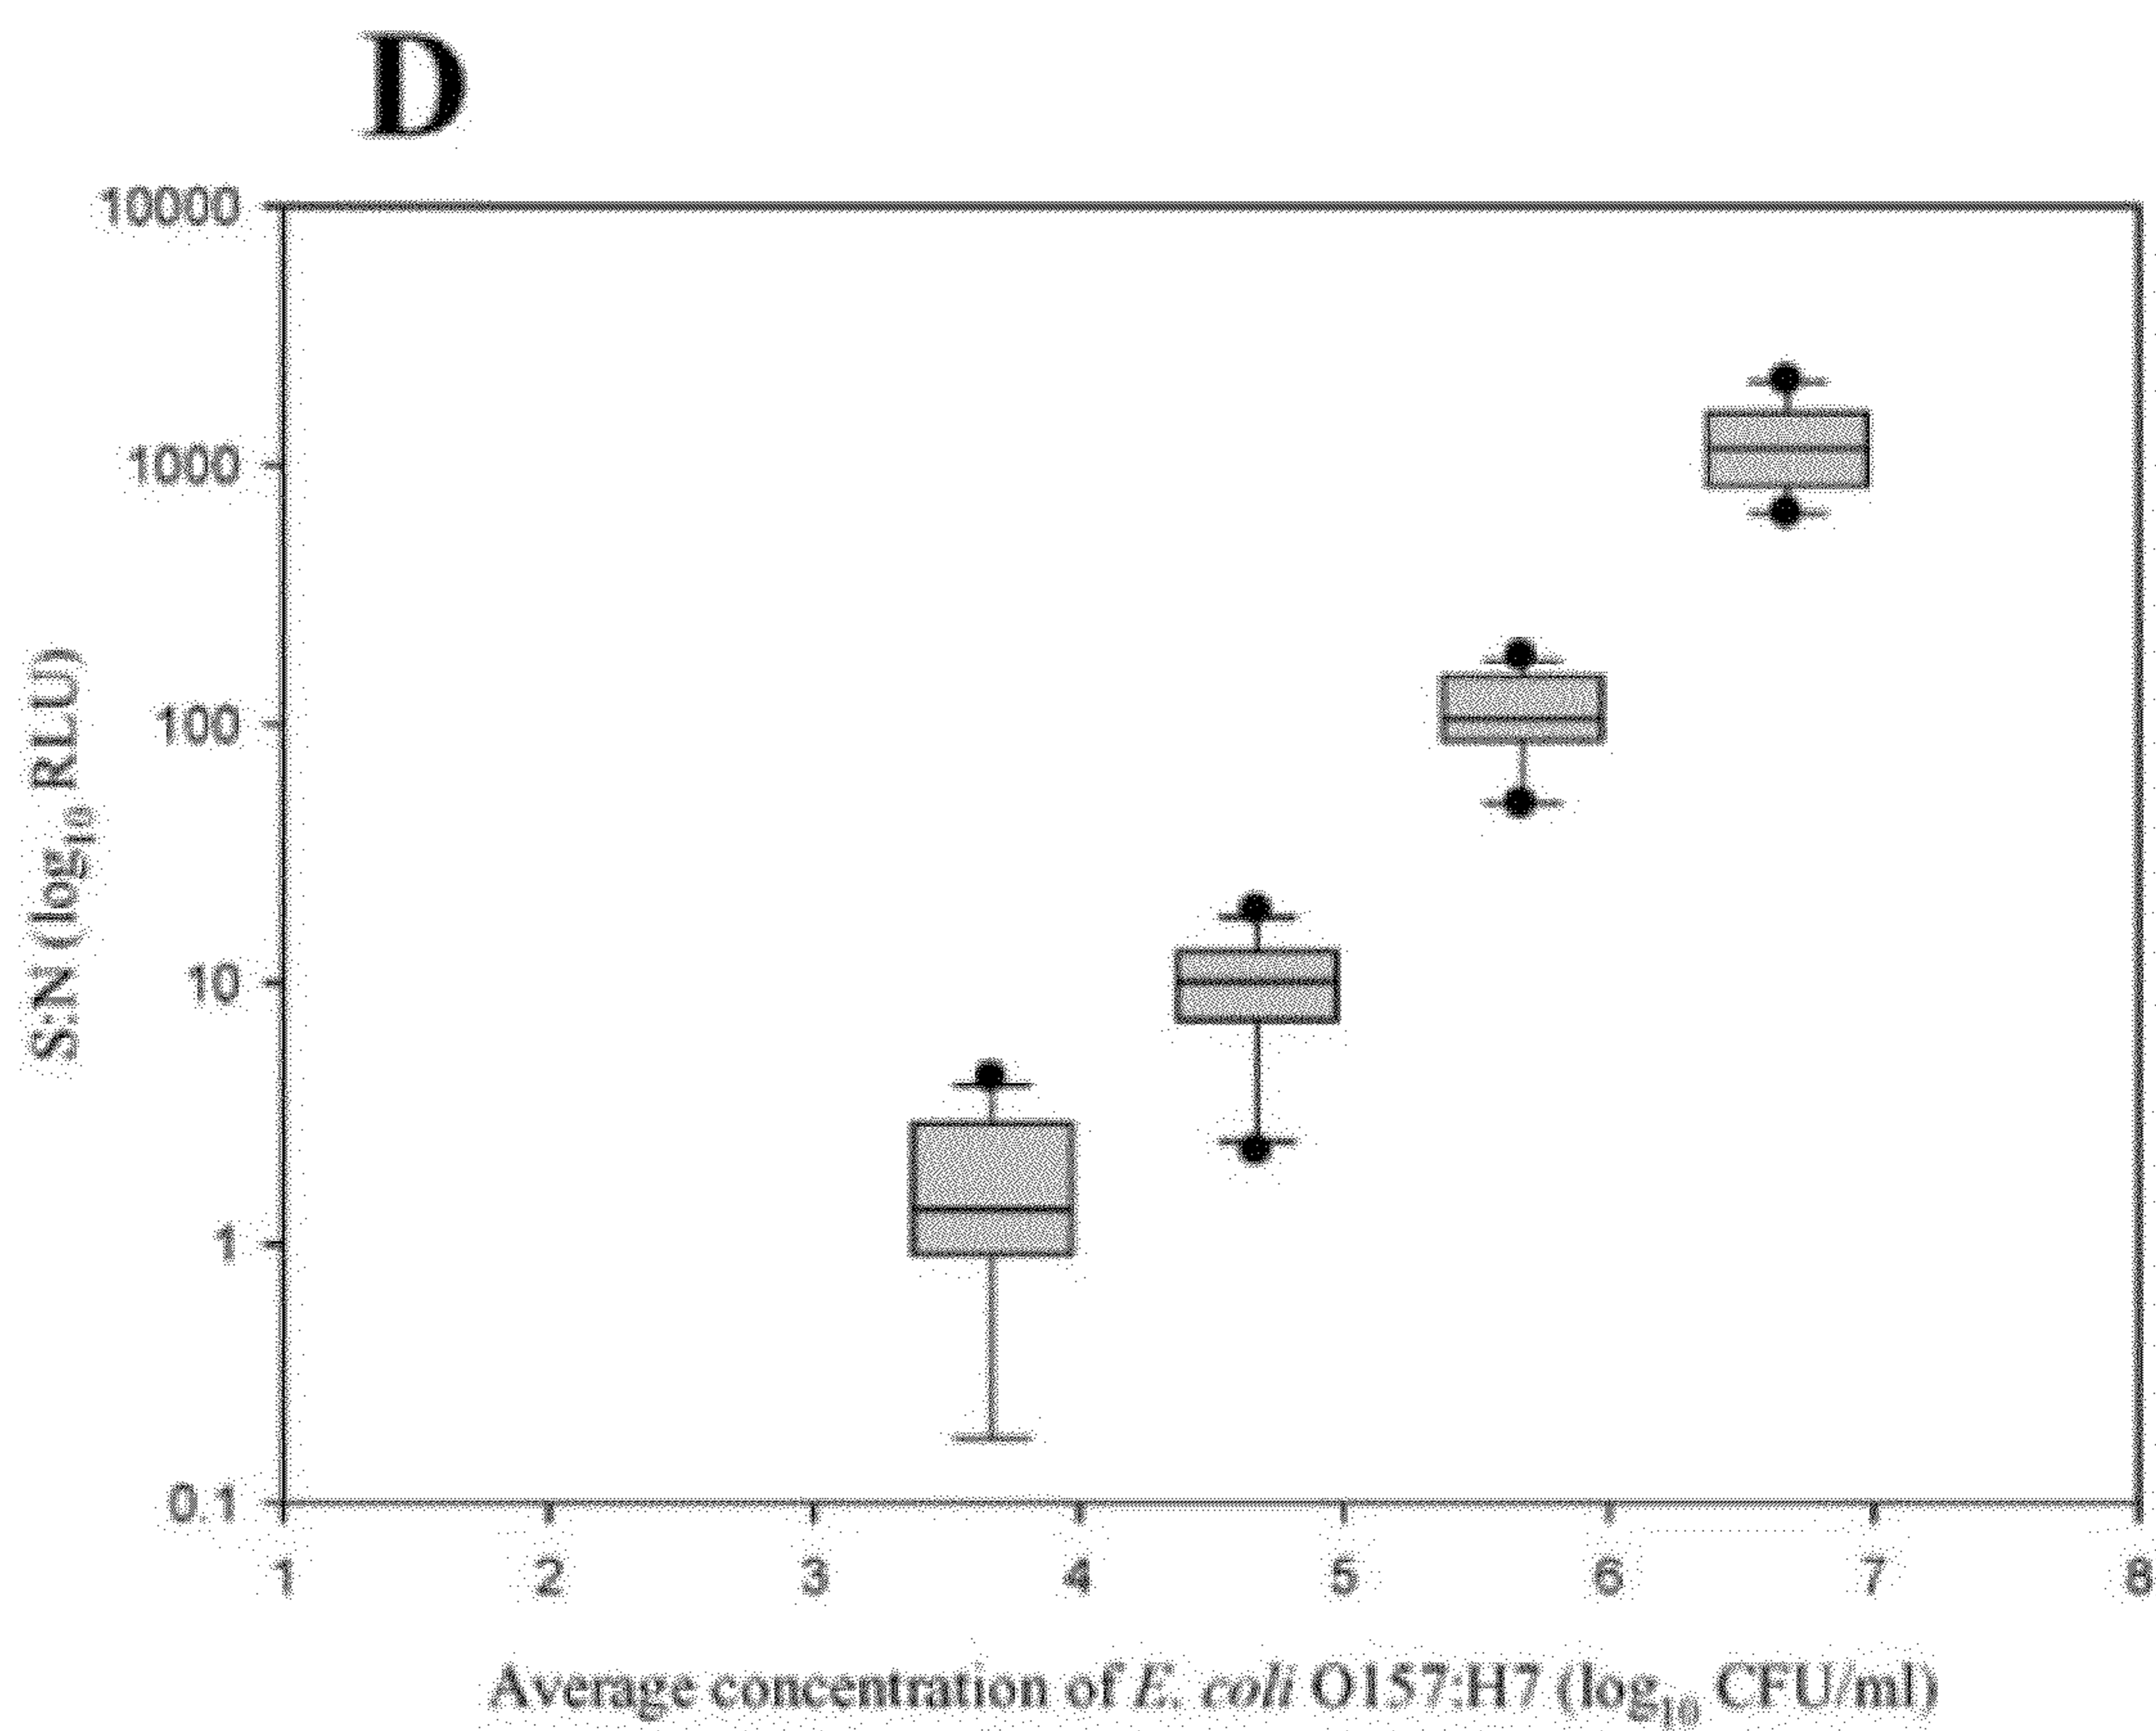 D
10000
1000
100
10
1
0.1
S:N (log10 RLU)
1 2 3 4 5 6 7 8
Average concentration of E. coli O157:H7 (log10 CFU/ml)